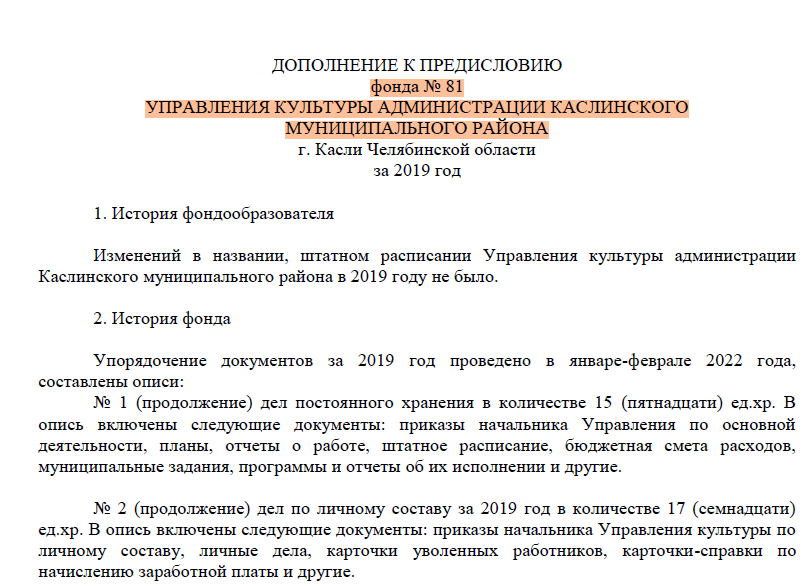 ДОПОЛНЕНИЕ К ПРЕДИСЛОВИЮ
фонда № 81
УПРАВЛЕНИЯ КУЛЬТУРЫ АДМИНИСТРАЦИИ КАСЛИНСКОГО
МУНИЦИПАЛЬНОГО РАЙОНА
г. Касли Челябинской области
за 2019 год
1. История фондообразователя
Изменений в названии, штатном расписании Управления культуры администрации
Каслинского муниципального района в 2019 году не было.
2. История фонда
Упорядочение документов за 2019 год проведено в январе-феврале 2022 года,
составлены описи:
№ 1 (продолжение) дел постоянного хранения в количестве 15 (пятнадцати) ед.хр. В
опись включены следующие документы: приказы начальника Управления по основной
деятельности, планы, отчеты о работе, штатное расписание, бюджетная смета расходов,
муниципальные задания, программы и отчеты об их исполнении и другие.
№ 2 (продолжение) дел по личному составу за 2019 год в количестве 17 (семнадцати)
ед.хр. В опись включены следующие документы: приказы начальника Управления культуры по
личному составу, личные дела, карточки уволенных работников, карточки-справки по
начислению заработной платы и другие.